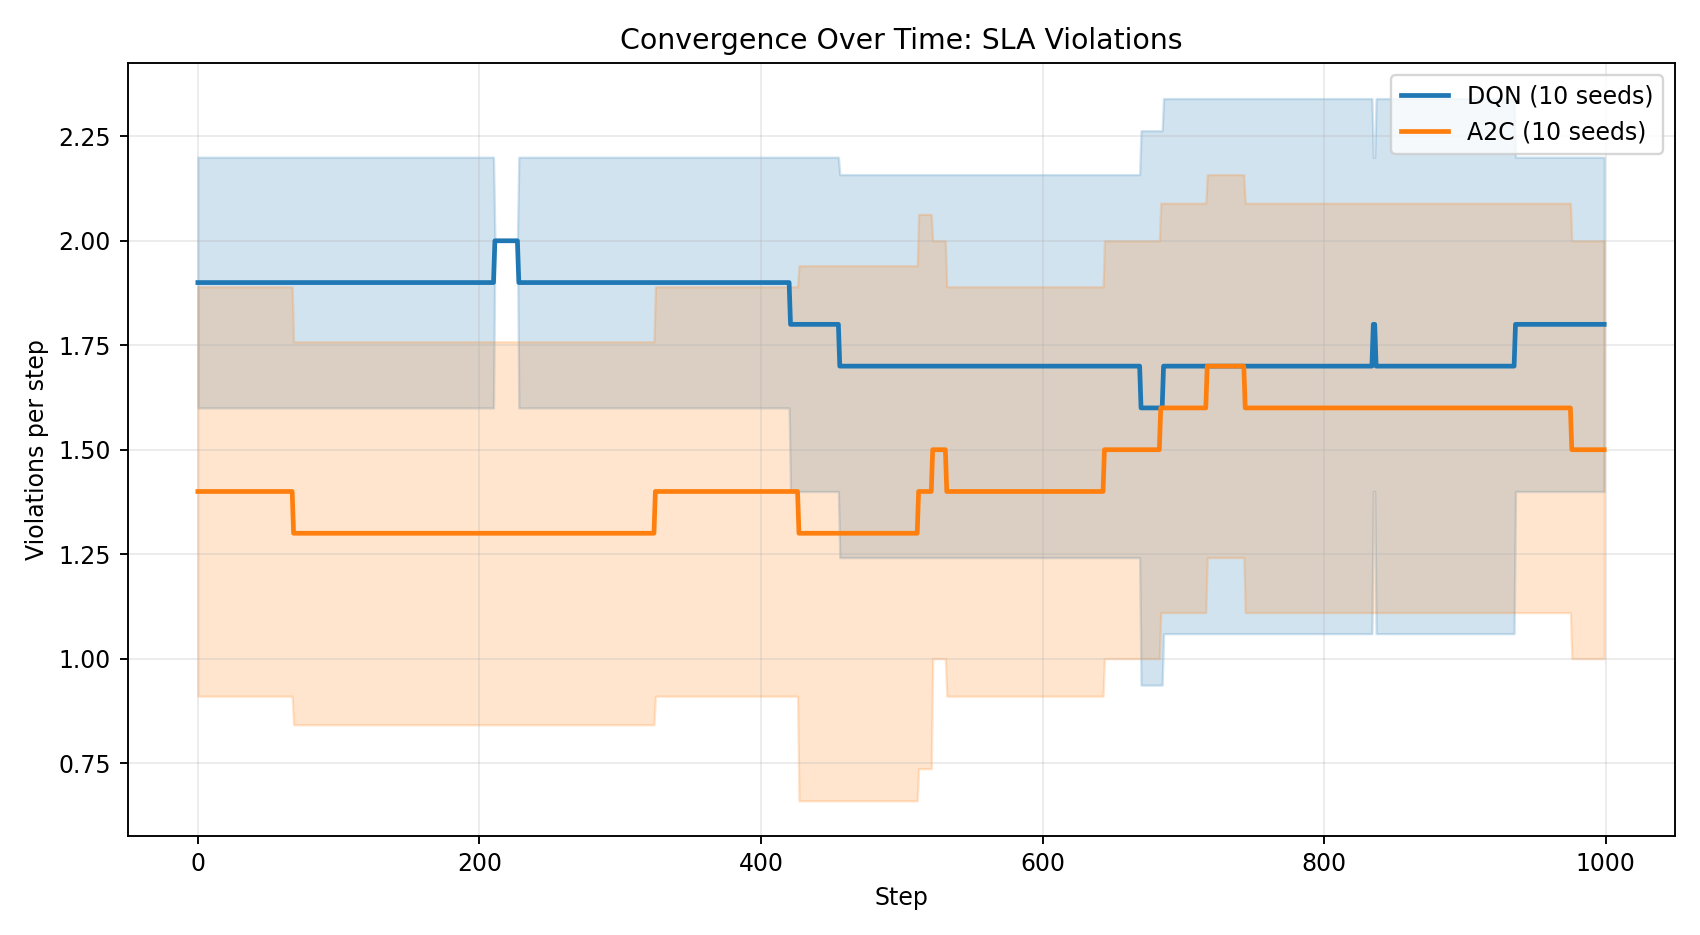 Convergence Over Time: SLA Violations
DQN (10 seeds)
A2C (10 seeds)
Violations per step
2.25
2.00
1.75
1.50
1.25
1.00
0.75
0 200 400 600 800 1000
Step